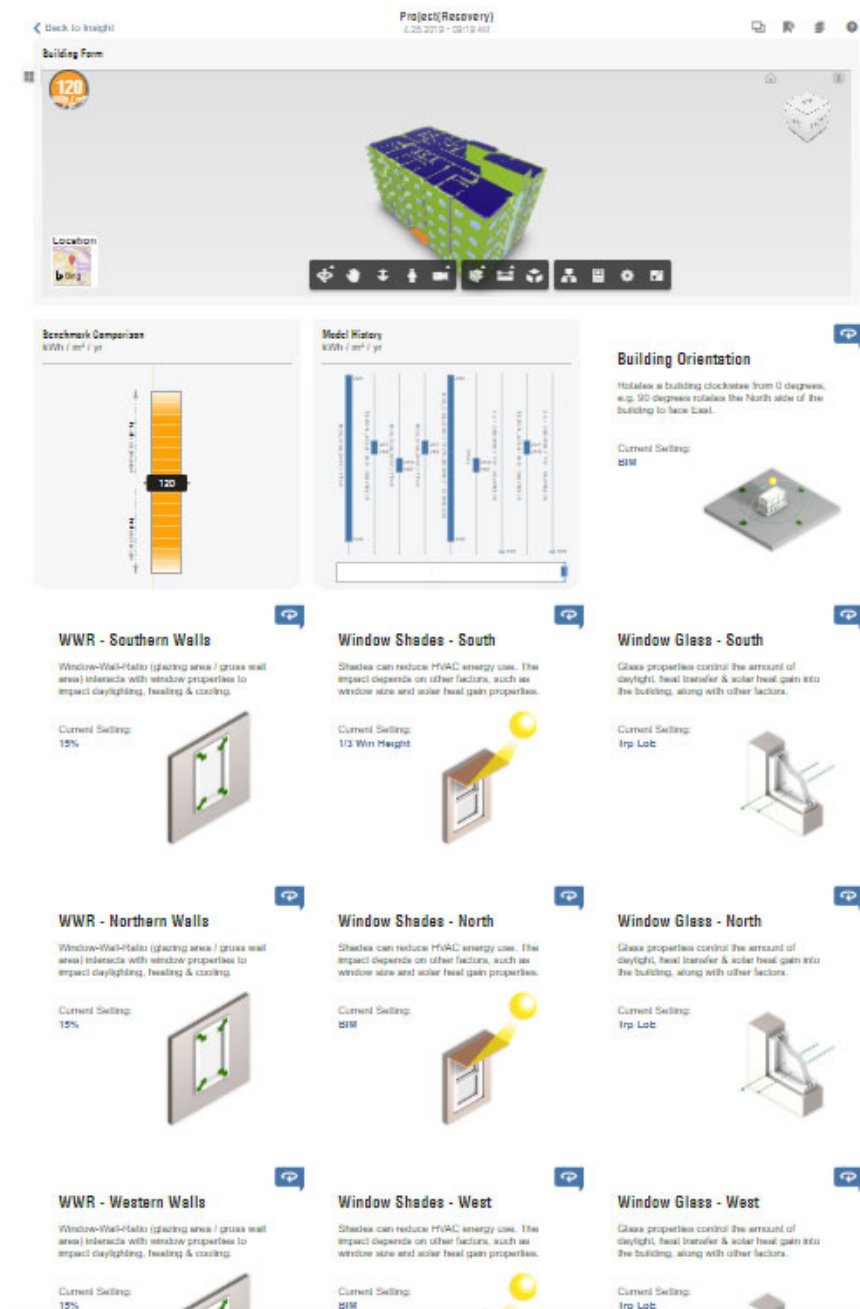 Back to Insight
Project(Recovery)
4.25.2019 - 09:19 AM
Building Form
120
Location
bing
Benchmark Comparison
kWh / m² / yr
120
Model History
kWh / m² / yr
Building Orientation
Rotates a building clockwise from 0 degrees,
e.g. 90 degrees rotates the North side of the
building to face East.
Current Setting:
BIM
WWR - Southern Walls
Window-Wall-Ratio (glazing area / gross wall
area) interacts with window properties to
impact daylighting, heating & cooling.
Current Setting:
15%
Window Shades - South
Shades can reduce HVAC energy use. The
impact depends on other factors, such as
window size and solar heat gain properties.
Current Setting:
1/3 Win Height
Window Glass - South
Glass properties control the amount of
daylight, heat transfer & solar heat gain into
the building, along with other factors.
Current Setting:
Trp LoE
WWR - Northern Walls
Window-Wall-Ratio (glazing area / gross wall
area) interacts with window properties to
impact daylighting, heating & cooling.
Current Setting:
15%
Window Shades - North
Shades can reduce HVAC energy use. The
impact depends on other factors, such as
window size and solar heat gain properties.
Current Setting:
BIM
Window Glass - North
Glass properties control the amount of
daylight, heat transfer & solar heat gain into
the building, along with other factors.
Current Setting:
Trp LoE
WWR - Western Walls
Window-Wall-Ratio (glazing area / gross wall
area) interacts with window properties to
impact daylighting, heating & cooling.
Current Setting:
15%
Window Shades - West
Shades can reduce HVAC energy use. The
impact depends on other factors, such as
window size and solar heat gain properties.
Current Setting:
BIM
Window Glass - West
Glass properties control the amount of
daylight, heat transfer & solar heat gain into
the building, along with other factors.
Current Setting:
Trp LoE